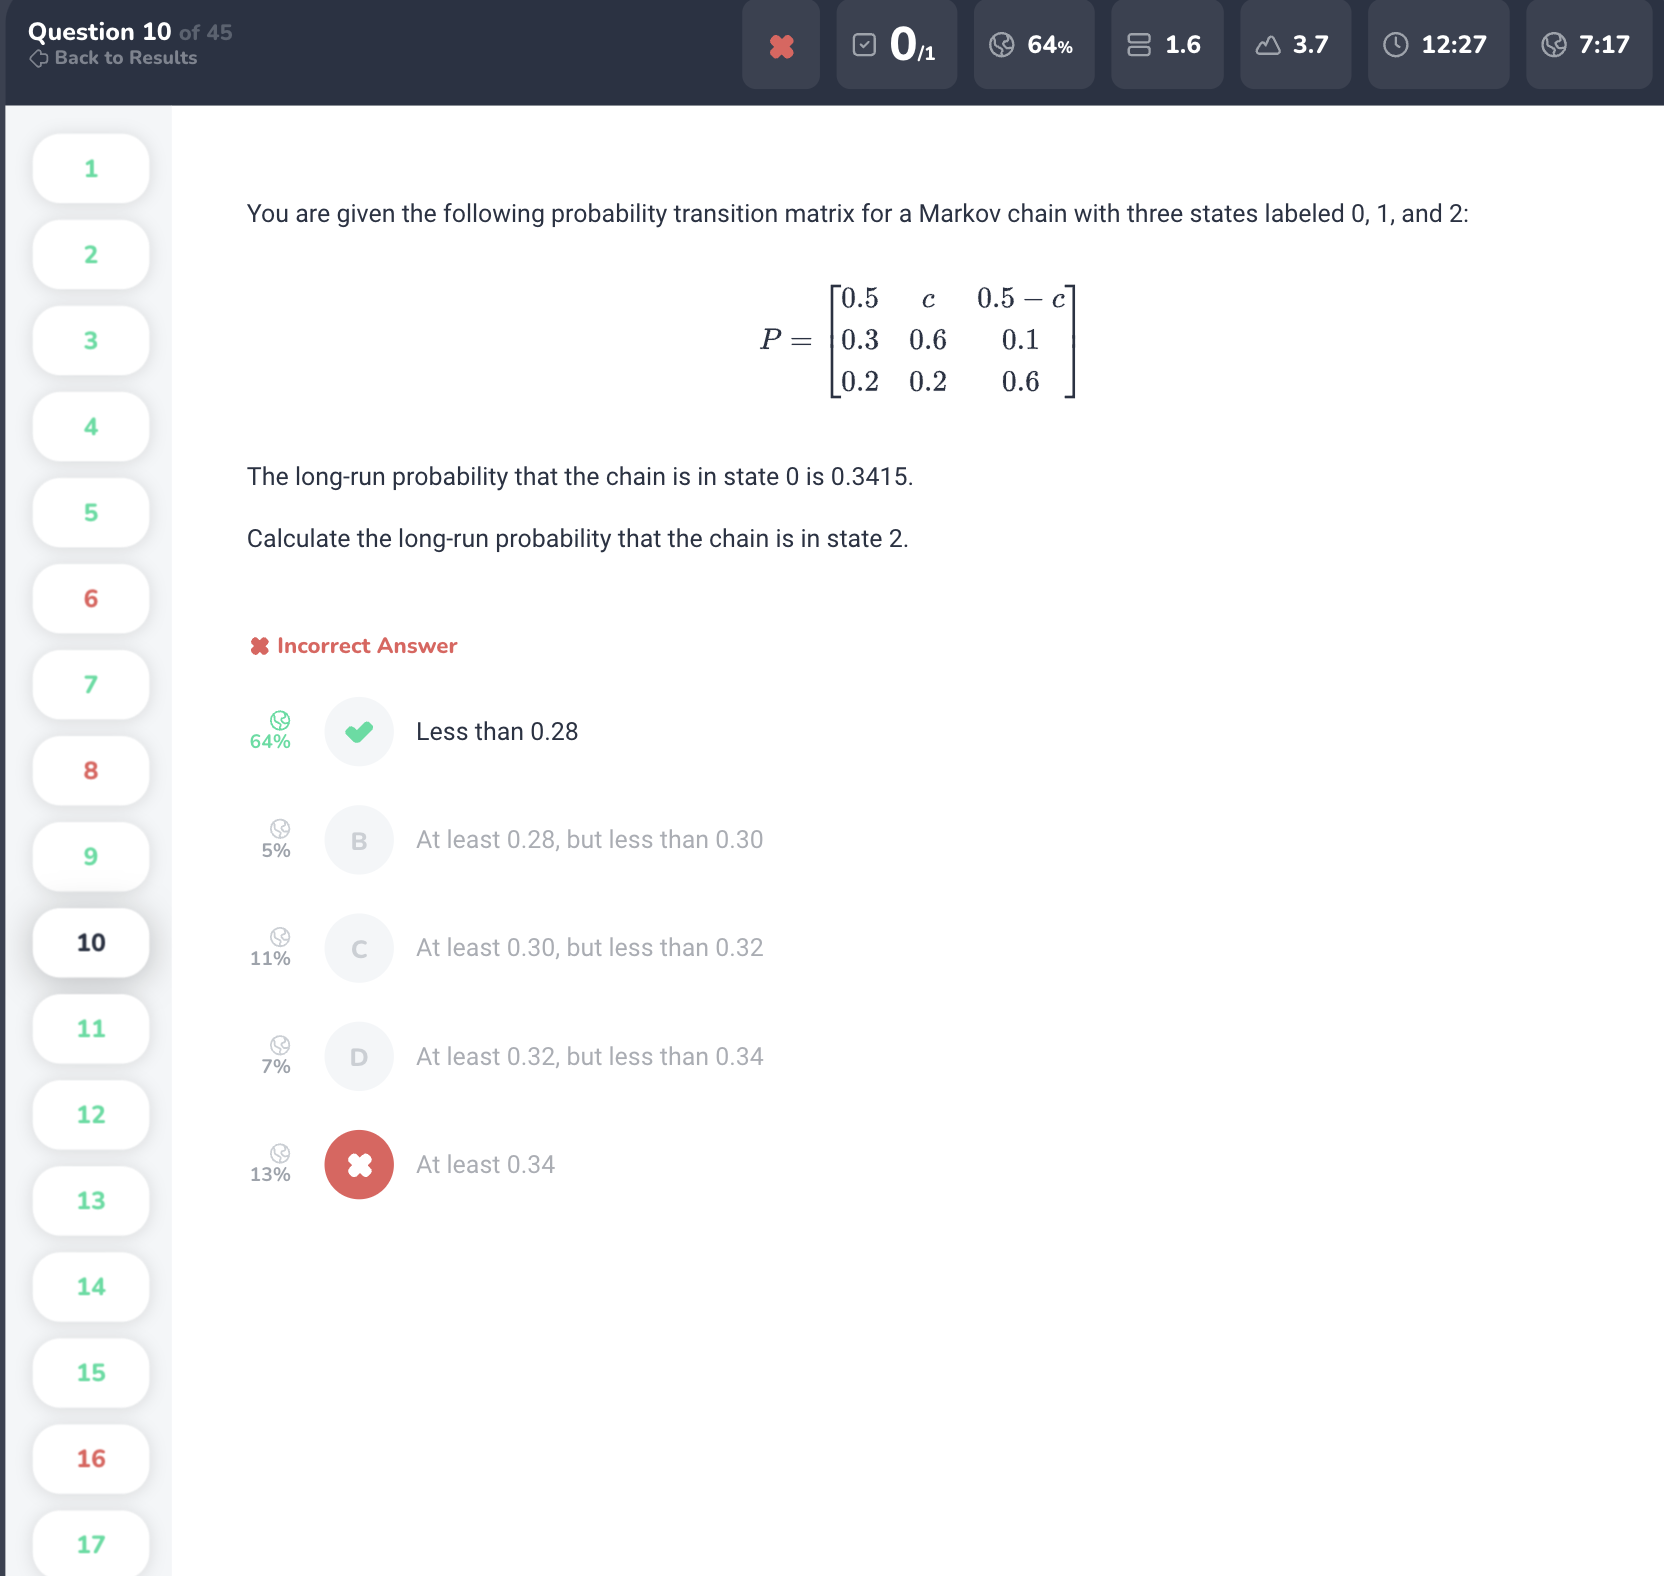 Question 10 of 45
Back to Results
0/1
64%
1.6
3.7
12:27
7:17
1
2
3
4
5
6
7
8
9
10
11
12
13
14
15
16
17
You are given the following probability transition matrix for a Markov chain with three states labeled 0, 1, and 2:
0.5 c 0.5 − c
P = 0.3 0.6 0.1
0.2 0.2 0.6
The long-run probability that the chain is in state 0 is 0.3415.
Calculate the long-run probability that the chain is in state 2.
Incorrect Answer
64% Less than 0.28
5% B At least 0.28, but less than 0.30
11% C At least 0.30, but less than 0.32
7% D At least 0.32, but less than 0.34
13% At least 0.34